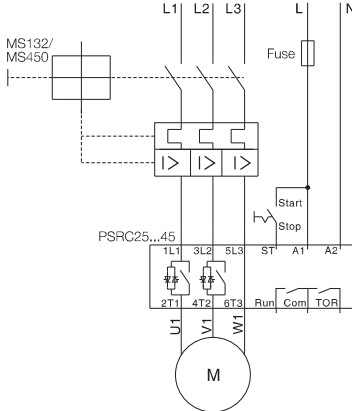 L1 L2 L3 L N
MS132/
MS450
Fuse
I> I> I>
Start
Stop
PSRC25...45
1L1 3L2 5L3 ST A1 A2
2T1 4T2 6T3 Run Com TOR
U1 V1 W1
M